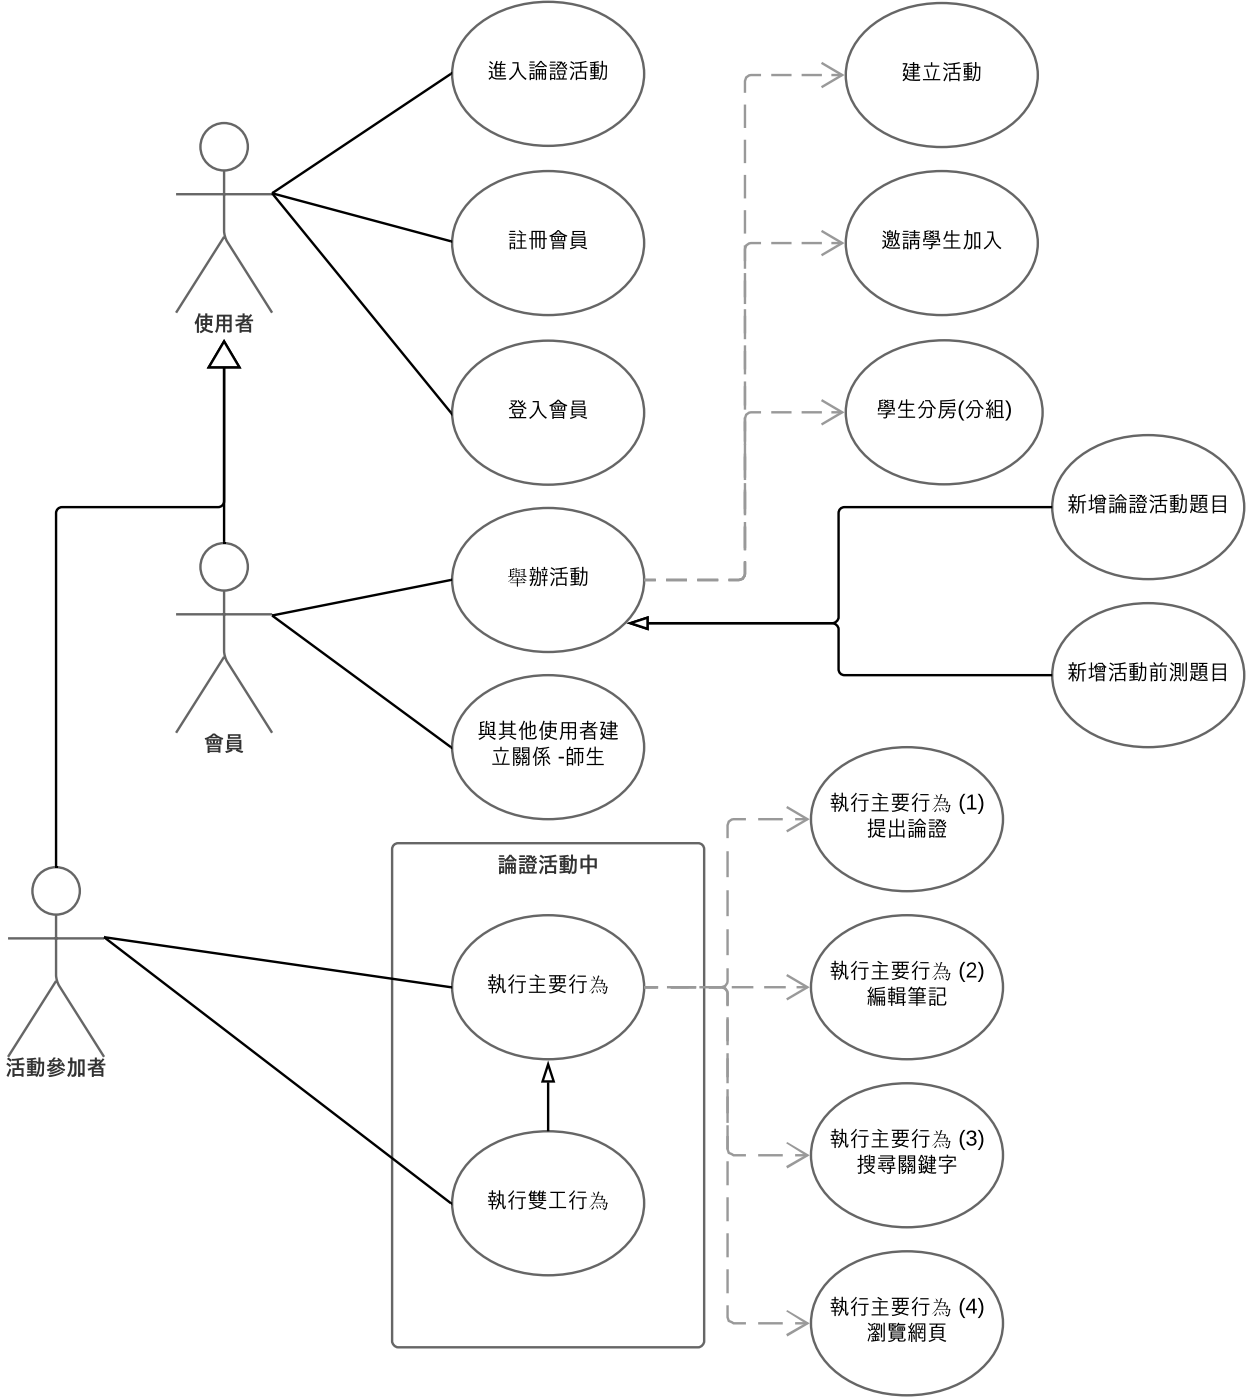 進入論證活動
建立活動
註冊會員
邀請學生加入
使用者
登入會員
學生分房(分組)
新增論證活動題目
舉辦活動
新增活動前測題目
會員
與其他使用者建
立關係 -師生
執行主要行為 (1)
提出論證
論證活動中
執行主要行為
執行主要行為 (2)
編輯筆記
活動參加者
執行主要行為 (3)
搜尋關鍵字
執行雙工行為
執行主要行為 (4)
瀏覽網頁